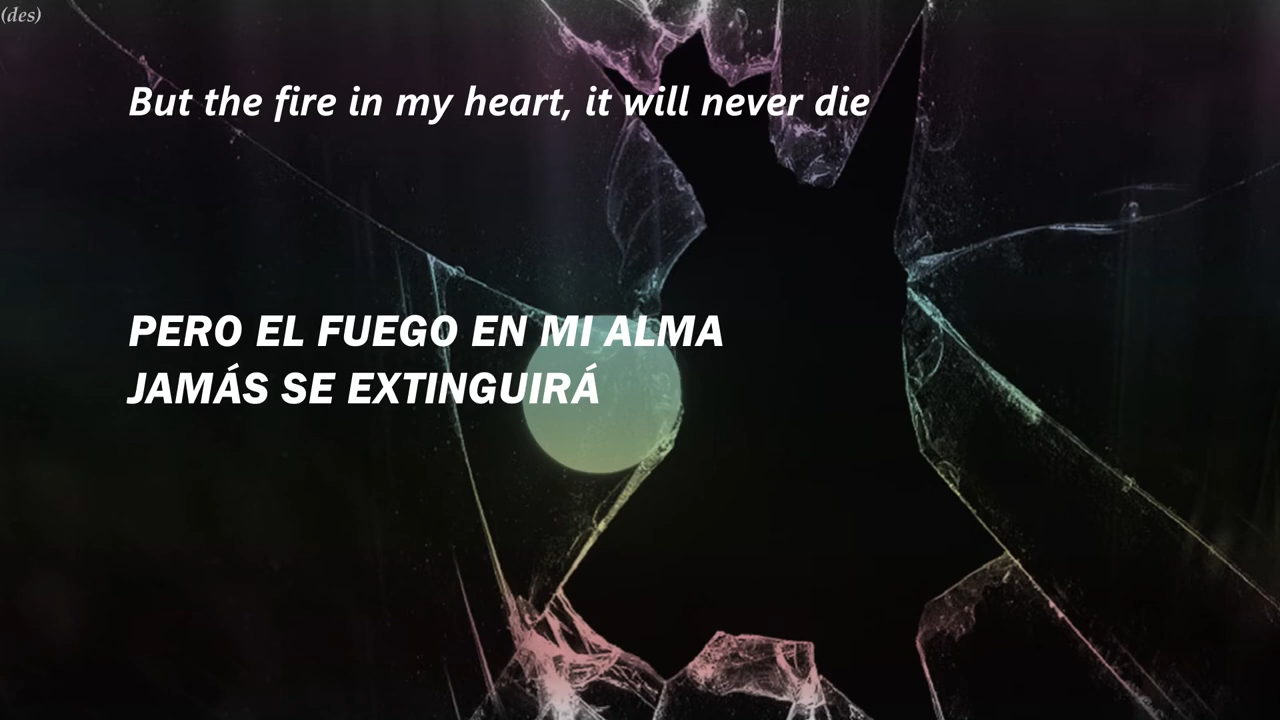 (des)
But the fire in my heart, it will never die
PERO EL FUEGO EN MI ALMA
JAMÁS SE EXTINGUIRÁ